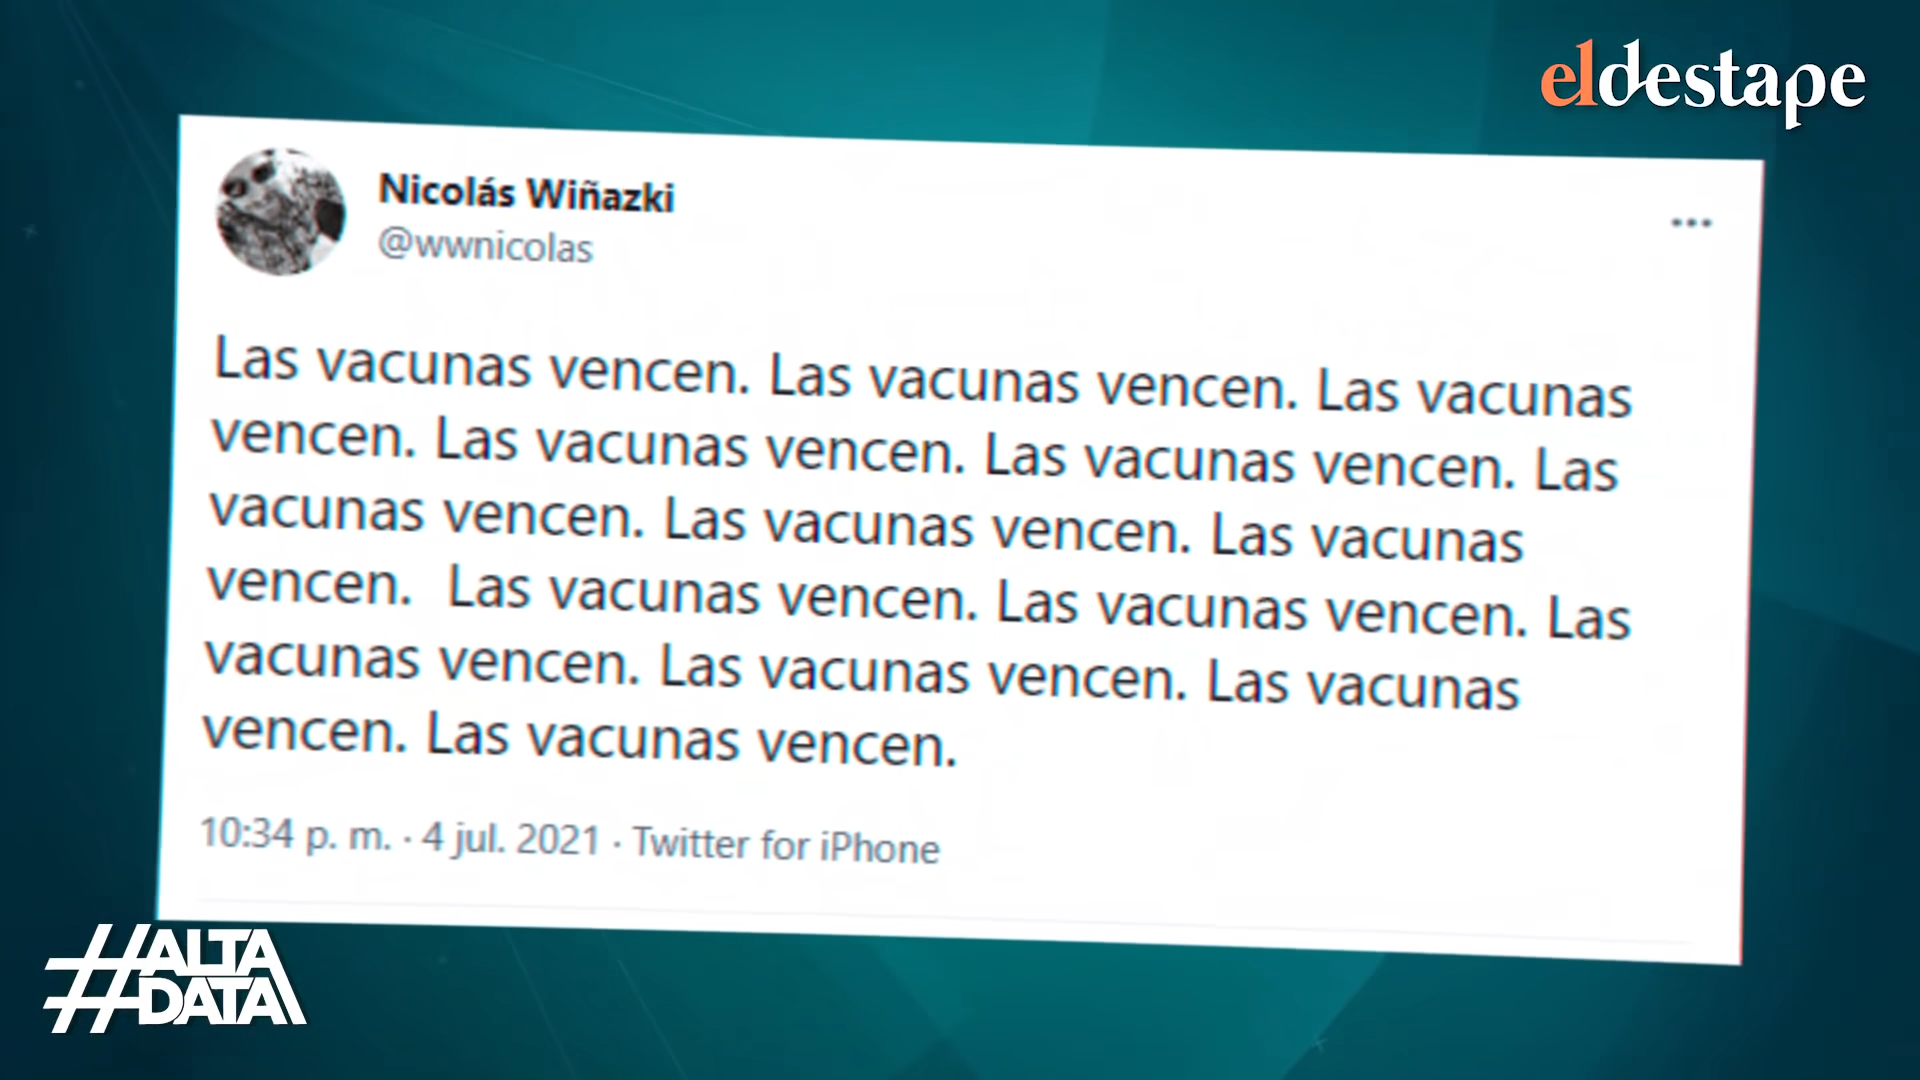 eldestape
Nicolás Wiñazki
@wwnicolas
Las vacunas vencen. Las vacunas vencen. Las vacunas
vencen. Las vacunas vencen. Las vacunas vencen. Las
vacunas vencen. Las vacunas vencen. Las vacunas
vencen.  Las vacunas vencen. Las vacunas vencen. Las
vacunas vencen. Las vacunas vencen. Las vacunas
vencen. Las vacunas vencen.
10:34 p. m. · 4 jul. 2021 · Twitter for iPhone
#ALTA
DATA